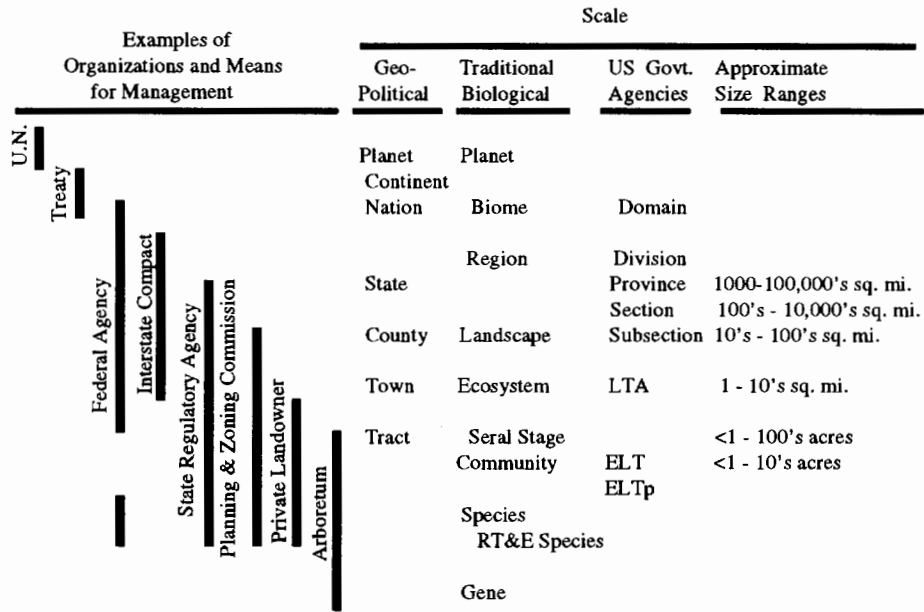 Scale
Examples of
Organizations and Means
for Management
Geo-
Political
Traditional
Biological
US Govt.
Agencies
Approximate
Size Ranges
U.N.
Treaty
Federal Agency
Interstate Compact
State Regulatory Agency
Planning & Zoning Commission
Private Landowner
Arboretum
Planet Planet
Continent
Nation Biome Domain
Region Division
State Province 1000-100,000's sq. mi.
Section 100's - 10,000's sq. mi.
County Landscape Subsection 10's - 100's sq. mi.
Town Ecosystem LTA 1 - 10's sq. mi.
Tract Seral Stage <1 - 100's acres
Community ELT <1 - 10's acres
ELTp
Species
RT&E Species
Gene